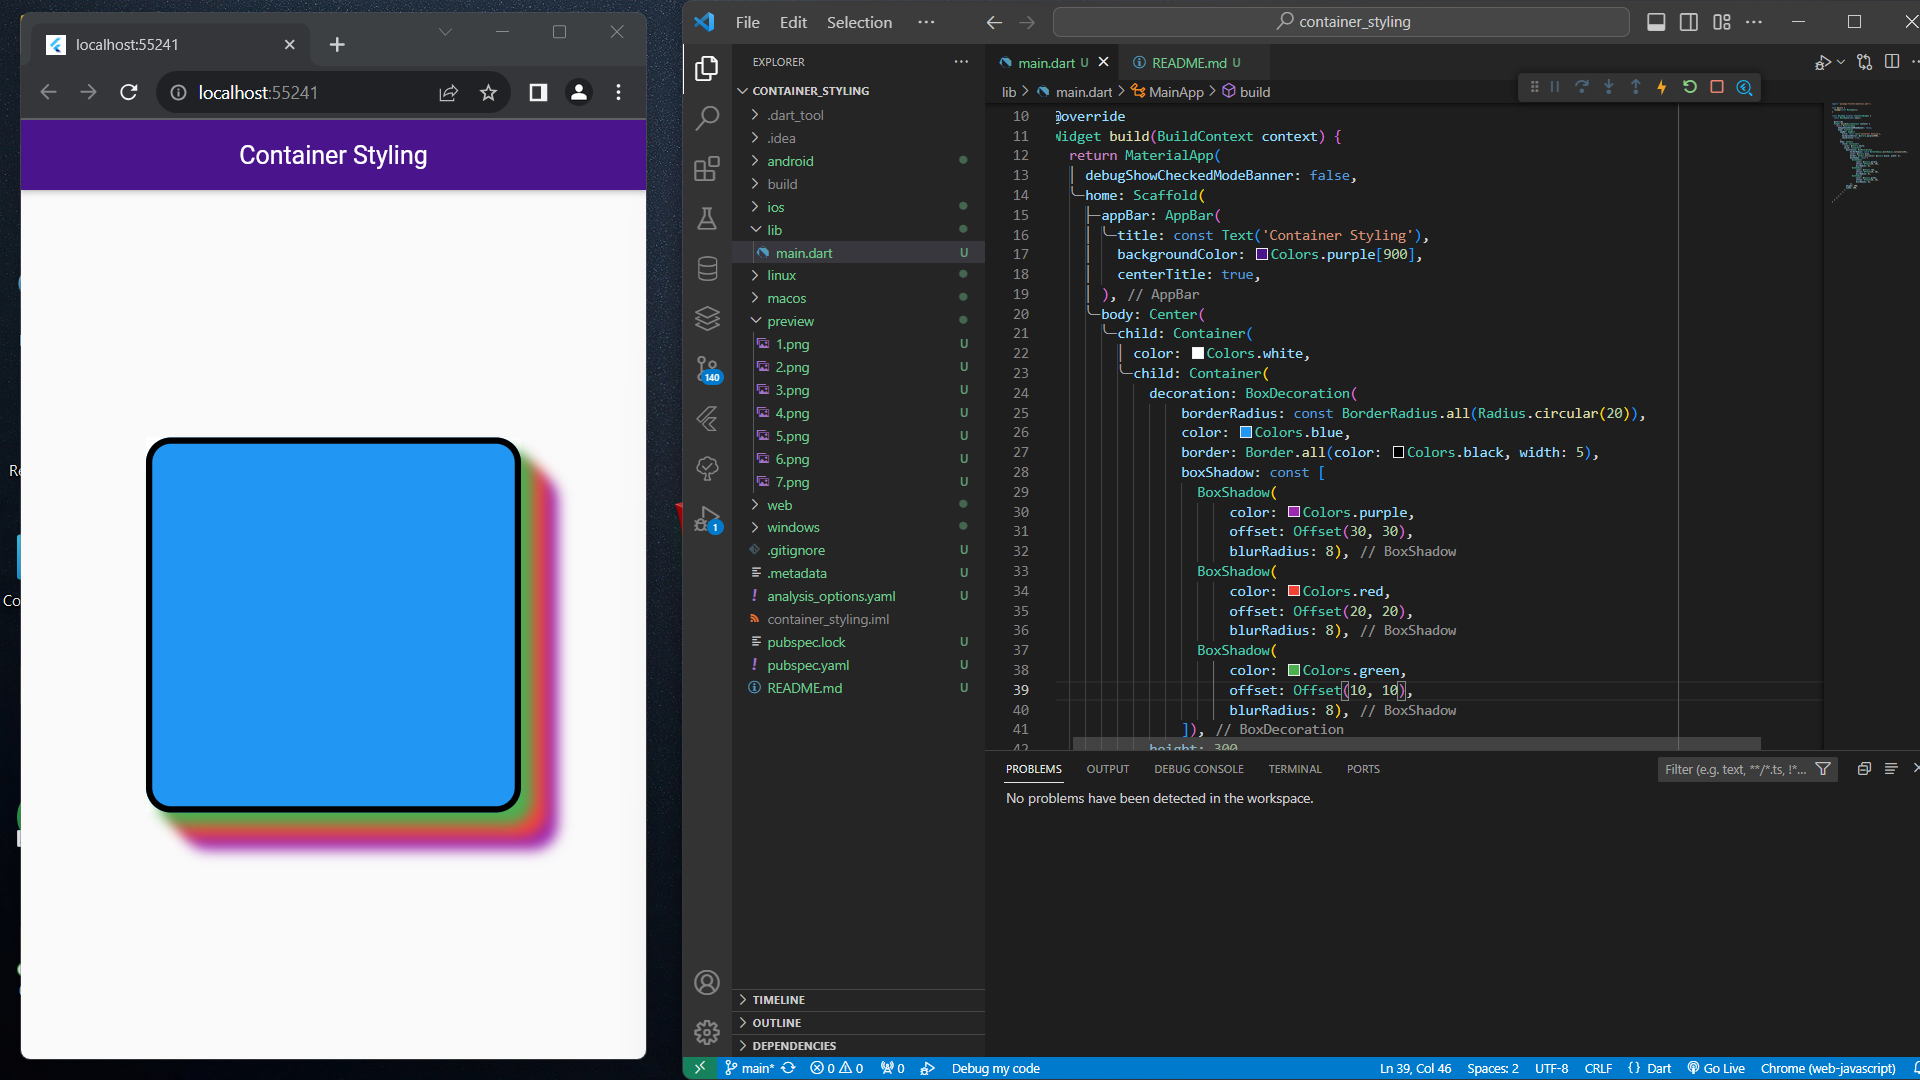 localhost:55241
localhost:55241
Container Styling
Re
Co
File Edit Selection ···
container_styling
EXPLORER
CONTAINER_STYLING
.dart_tool
.idea
android
build
ios
lib
main.dart U
linux
macos
preview
1.png U
2.png U
3.png U
4.png U
5.png U
6.png U
7.png U
web
windows
.gitignore U
.metadata U
analysis_options.yaml U
container_styling.iml
pubspec.lock U
pubspec.yaml U
README.md U
140
1
TIMELINE
OUTLINE
DEPENDENCIES
main.dart U
README.md U
lib > main.dart > MainApp > build
10 @override
11 Widget build(BuildContext context) {
12 return MaterialApp(
13 debugShowCheckedModeBanner: false,
14 home: Scaffold(
15 appBar: AppBar(
16 title: const Text('Container Styling'),
17 backgroundColor: Colors.purple[900],
18 centerTitle: true,
19 ), // AppBar
20 body: Center(
21 child: Container(
22 color: Colors.white,
23 child: Container(
24 decoration: BoxDecoration(
25 borderRadius: const BorderRadius.all(Radius.circular(20)),
26 color: Colors.blue,
27 border: Border.all(color: Colors.black, width: 5),
28 boxShadow: const [
29 BoxShadow(
30 color: Colors.purple,
31 offset: Offset(30, 30),
32 blurRadius: 8), // BoxShadow
33 BoxShadow(
34 color: Colors.red,
35 offset: Offset(20, 20),
36 blurRadius: 8), // BoxShadow
37 BoxShadow(
38 color: Colors.green,
39 offset: Offset(10, 10),
40 blurRadius: 8), // BoxShadow
41 ]), // BoxDecoration
42 height: 300
PROBLEMS OUTPUT DEBUG CONSOLE TERMINAL PORTS
Filter (e.g. text, **/*.ts, !*...
No problems have been detected in the workspace.
main* 0 0 0 Debug my code
Ln 39, Col 46 Spaces: 2 UTF-8 CRLF {} Dart Go Live Chrome (web-javascript)